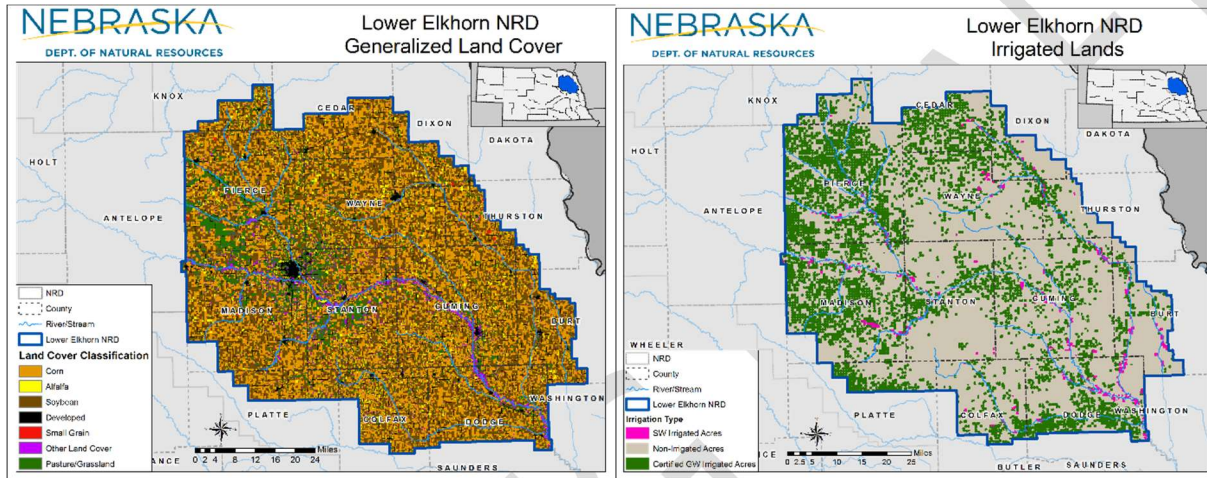 NEBRASKA
DEPT. OF NATURAL RESOURCES
Lower Elkhorn NRD
Generalized Land Cover
KNOX
CEDAR
DIXON
DAKOTA
HOLT
PIERCE
WAYNE
THURSTON
ANTELOPE
MADISON
STANTON
CUMING
BURT
WASHINGTON
PLATTE
COLFAX
DODGE
SAUNDERS
ANCE
NRD
County
River/Stream
Lower Elkhorn NRD
Land Cover Classification
Corn
Alfalfa
Soybean
Developed
Small Grain
Other Land Cover
Pasture/Grassland
Miles
0 2 4 8 12 16 20 24
NEBRASKA
DEPT. OF NATURAL RESOURCES
Lower Elkhorn NRD
Irrigated Lands
KNOX
CEDAR
DIXON
DAKOTA
HOLT
PIERCE
WAYNE
THURSTON
ANTELOPE
MADISON
STANTON
CUMING
BURT
WHEELER
WASHINGTON
PLATTE
COLFAX
DODGE
BUTLER
SAUNDERS
NCE
NRD
County
River/Stream
Lower Elkhorn NRD
Irrigation Type
SW Irrigated Acres
Non-Irrigated Acres
Certified GW Irrigated Acres
Miles
0 2.5 5 10 15 20 25